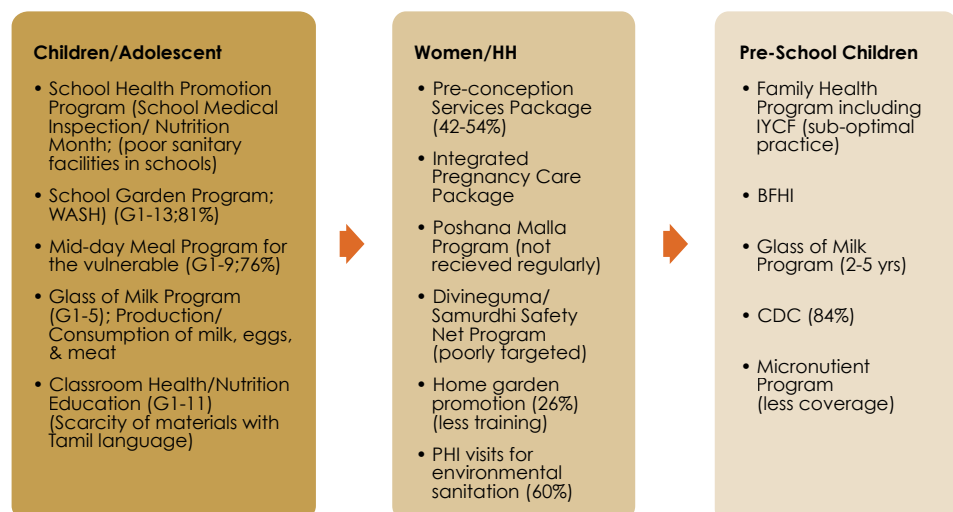 Children/Adolescent
• School Health Promotion
Program (School Medical
Inspection/ Nutrition
Month; (poor sanitary
facilities in schools)
• School Garden Program;
WASH) (G1-13;81%)
• Mid-day Meal Program for
the vulnerable (G1-9;76%)
• Glass of Milk Program
(G1-5); Production/
Consumption of milk, eggs,
& meat
• Classroom Health/Nutrition
Education (G1-11)
(Scarcity of materials with
Tamil language)
Women/HH
• Pre-conception
Services Package
(42-54%)
• Integrated
Pregnancy Care
Package
• Poshana Malla
Program (not
recieved regularly)
• Divineguma/
Samurdhi Safety
Net Program
(poorly targeted)
• Home garden
promotion (26%)
(less training)
• PHI visits for
environmental
sanitation (60%)
Pre-School Children
• Family Health
Program including
IYCF (sub-optimal
practice)
• BFHI
• Glass of Milk
Program (2-5 yrs)
• CDC (84%)
• Micronutient
Program
(less coverage)